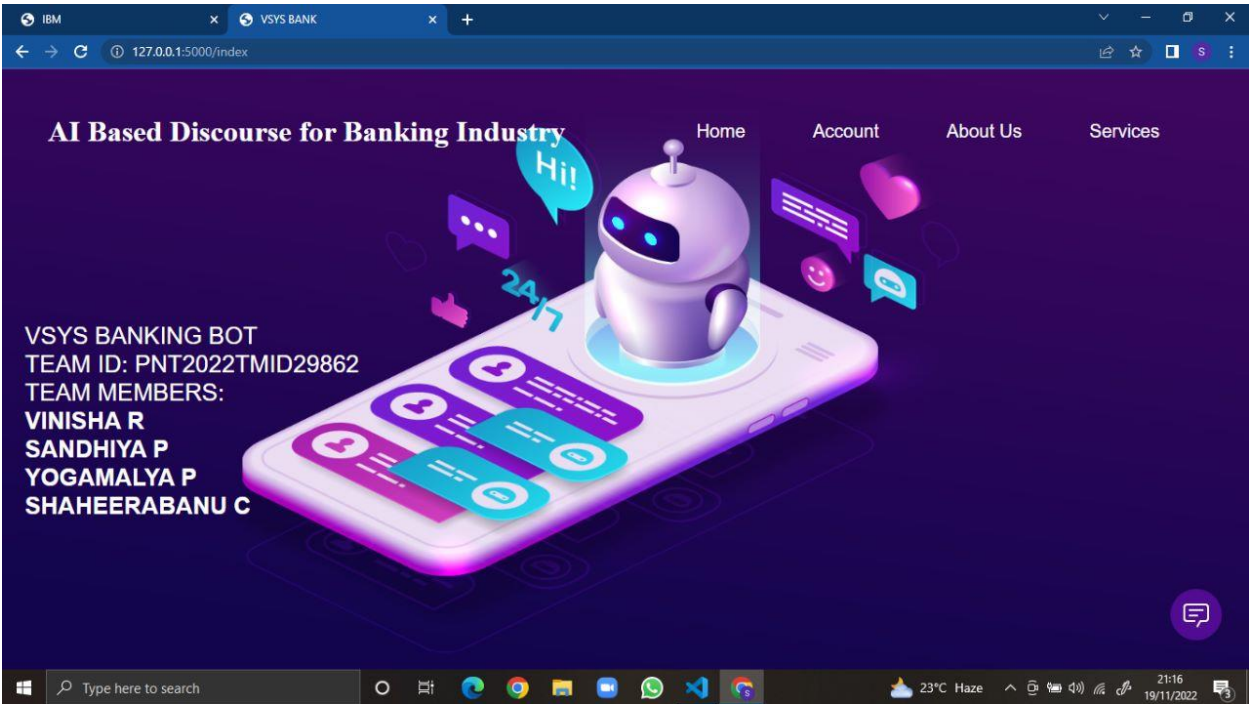 IBM
VSYS BANK
127.0.0.1:5000/index
S
AI Based Discourse for Banking Industry
Home
Account
About Us
Services
Hi!
24/7
VSYS BANKING BOT
TEAM ID: PNT2022TMID29862
TEAM MEMBERS:
VINISHA R
SANDHIYA P
YOGAMALYA P
SHAHEERABANU C
Type here to search
23°C Haze
21:16
19/11/2022
3